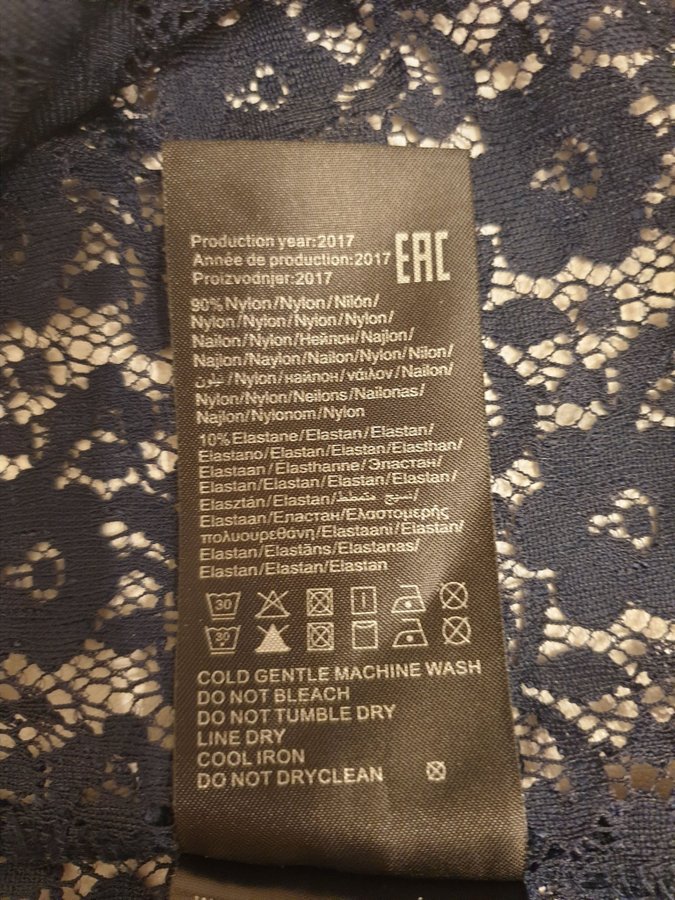 Production year:2017
Année de production:2017
Proizvodnjer:2017
EAC
90%Nylon/Nylon/Nilón/
Nylon/Nylon/Nylon/Nylon/
Nailon/Nylon/Нейлон/Najlon/
Najlon/Naylon/Nailon/Nylon/Nilon/
نيلون/Nylon/найлон/νάιλον/Nailon/
Nylon/Nylon/Neilons/Nailonas/
Najlon/Nylonom/Nylon
10%Elastane/Elastan/Elastan/
Elastano/Elastan/Elastan/Elasthan/
Elastaan/Elasthanne/Эластан/
Elastan/Elastan/Elastan/Elastan/
Elasztán/Elastan/نسيج متمطط/
Elastaan/Еластан/Ελαστομερής
πολυουρεθάνη/Elastaani/Elastan/
Elastan/Elastāns/Elastanas/
Elastan/Elastan/Elastan
30
30
COLD GENTLE MACHINE WASH
DO NOT BLEACH
DO NOT TUMBLE DRY
LINE DRY
COOL IRON
DO NOT DRYCLEAN